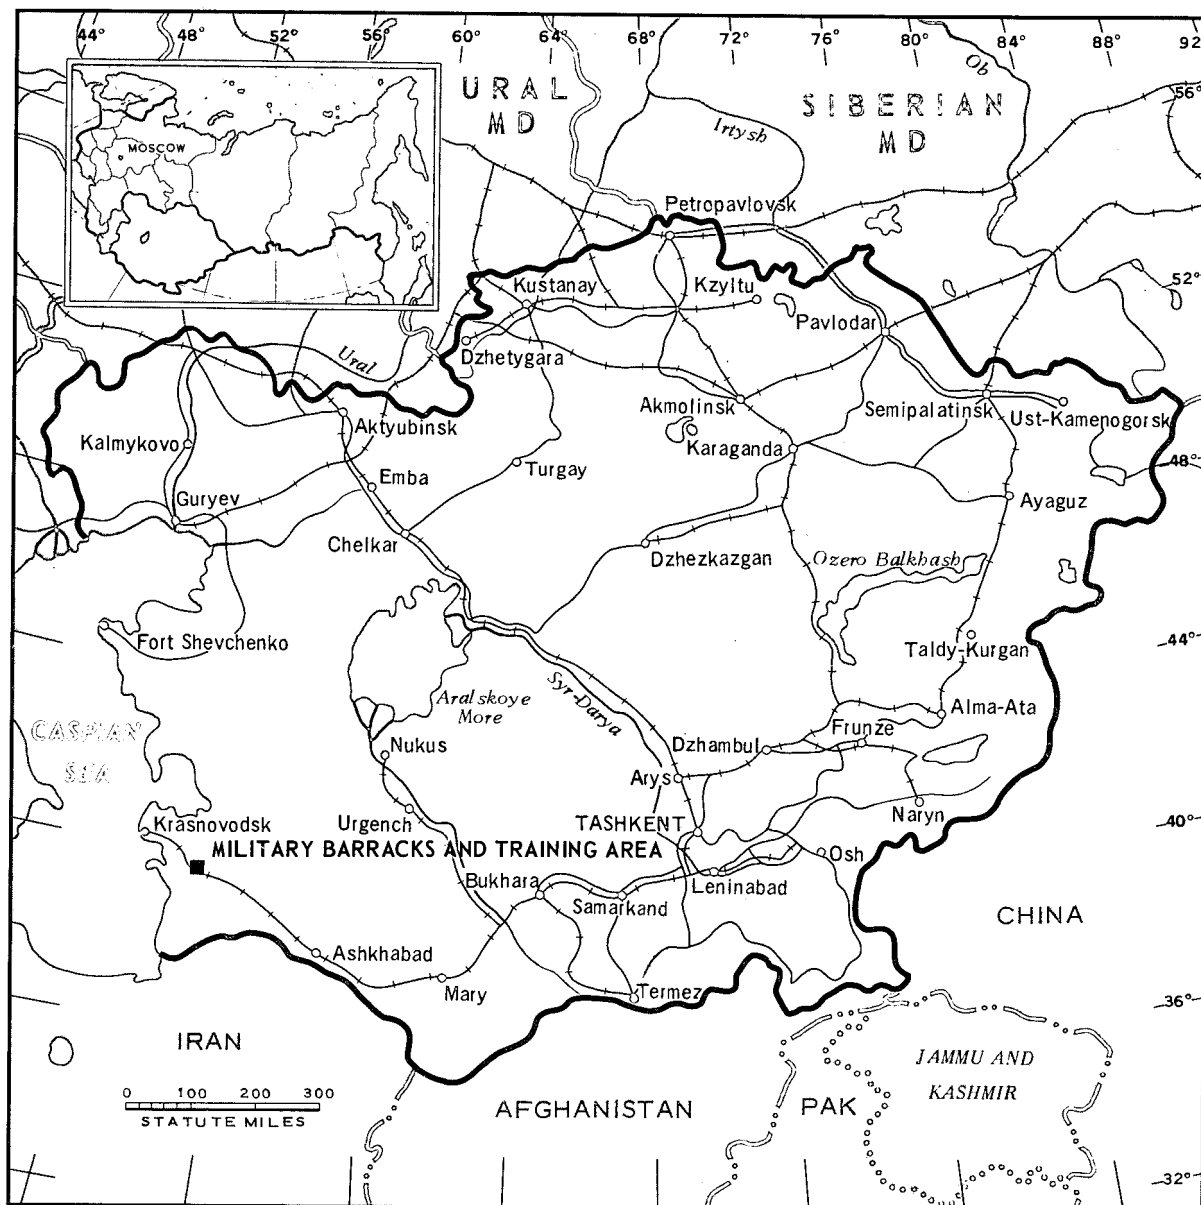 44° 48° 52° 56° 60° 64° 68° 72° 76° 80° 84° 88° 92°
56°
52°
48°
44°
40°
36°
32°
MOSCOW
URAL
MD
SIBERIAN
MD
Ob
Irtysh
Petropavlovsk
Kustanay
Kzyltu
Pavlodar
Dzhetygara
Ural
Akmolinsk
Semipalatinsk
Ust-Kamenogorsk
Aktyubinsk
Kalmykovo
Karaganda
Turgay
Emba
Guryev
Ayaguz
Chelkar
Dzhezkazgan
Ozero Balkhash
Fort Shevchenko
Taldy-Kurgan
Syr-Darya
Aralskoye
More
Alma-Ata
CASPIAN
SEA
Frunze
Nukus
Dzhambul
Arys
Naryn
Krasnovodsk
Urgench
TASHKENT
MILITARY BARRACKS AND TRAINING AREA
Osh
Bukhara
Leninabad
Samarkand
CHINA
Ashkhabad
Mary
Termez
IRAN
JAMMU AND
KASHMIR
0 100 200 300
STATUTE MILES
AFGHANISTAN
PAK